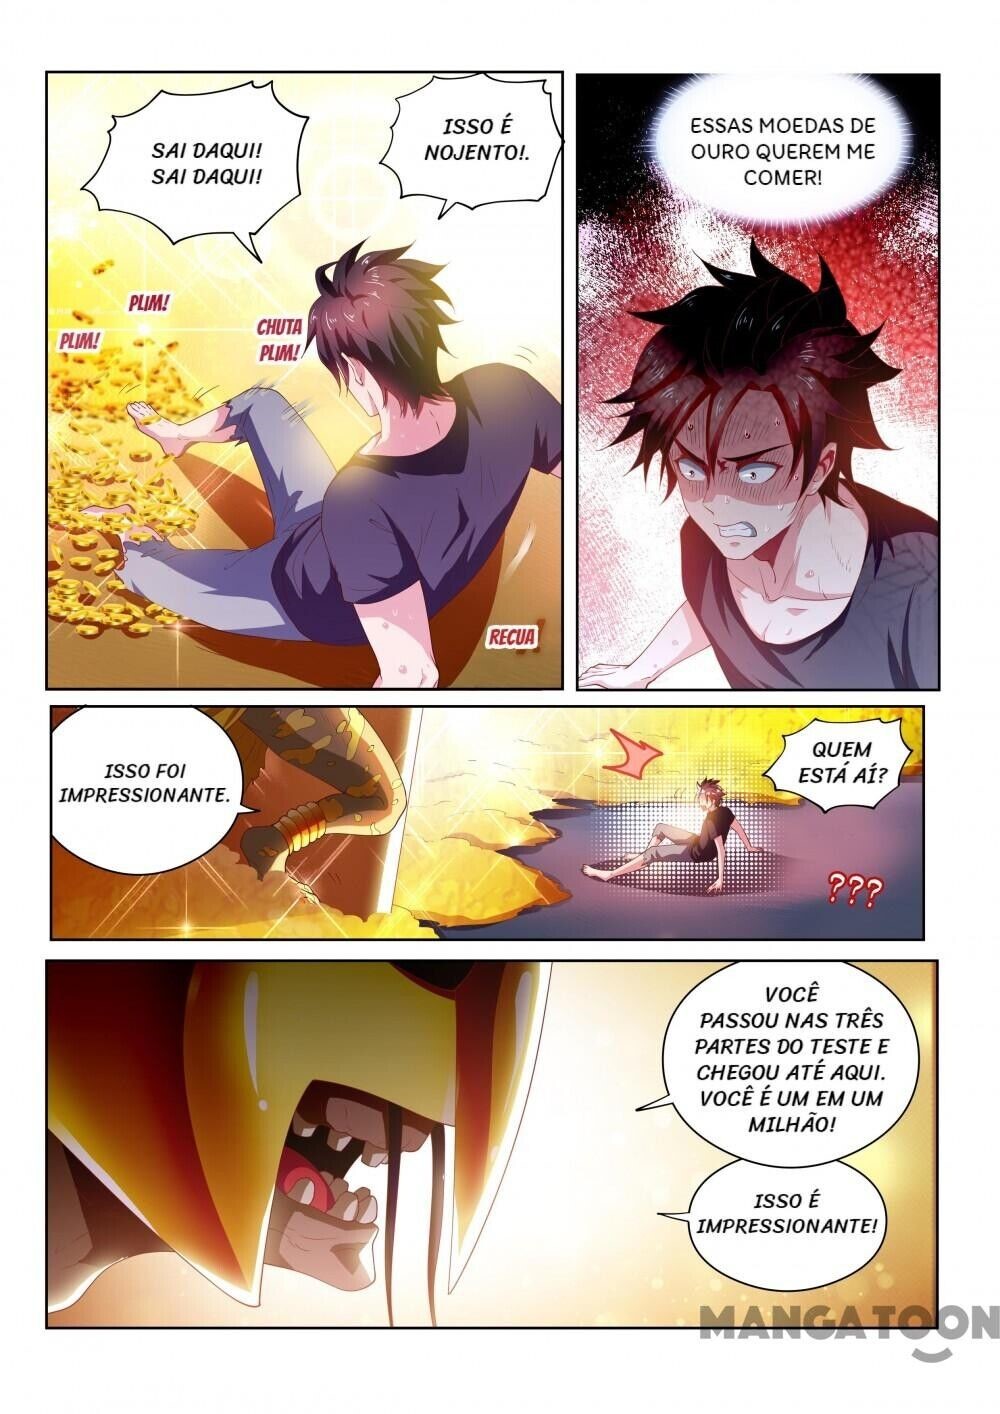 SAI DAQUI!
SAI DAQUI!
ISSO É
NOJENTO!.
PLIM!
PLIM!
CHUTA
PLIM!
RECUA
ESSAS MOEDAS DE
OURO QUEREM ME
COMER!
ISSO FOI
IMPRESSIONANTE.
QUEM
ESTÁ AÍ?
???
VOCÊ
PASSOU NAS TRÊS
PARTES DO TESTE E
CHEGOU ATÉ AQUI.
VOCÊ É UM EM UM
MILHÃO!
ISSO É
IMPRESSIONANTE!
MANGATOON